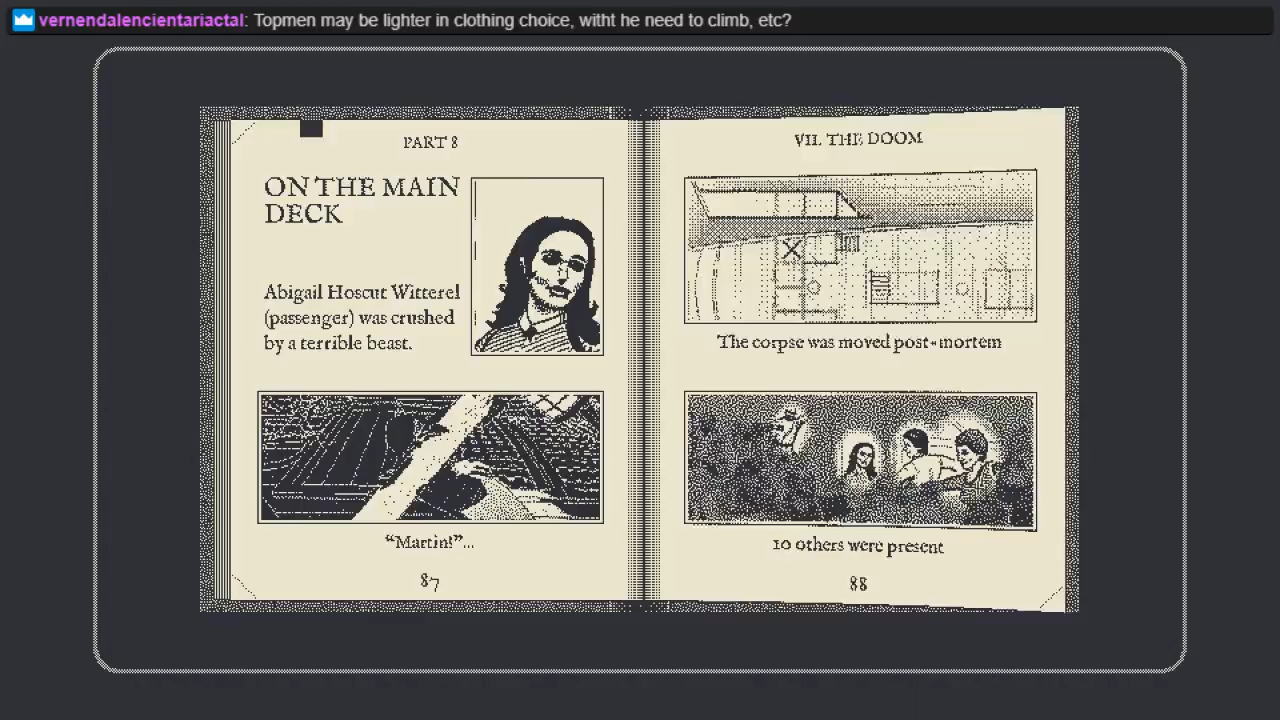 vernendalencientariactal: Topmen may be lighter in clothing choice, witht he need to climb, etc?
PART 8
ON THE MAIN
DECK
Abigail Hoscut Witterel
(passenger) was crushed
by a terrible beast.
“Martin!”...
87
VII. THE DOOM
The corpse was moved post-mortem
10 others were present
88